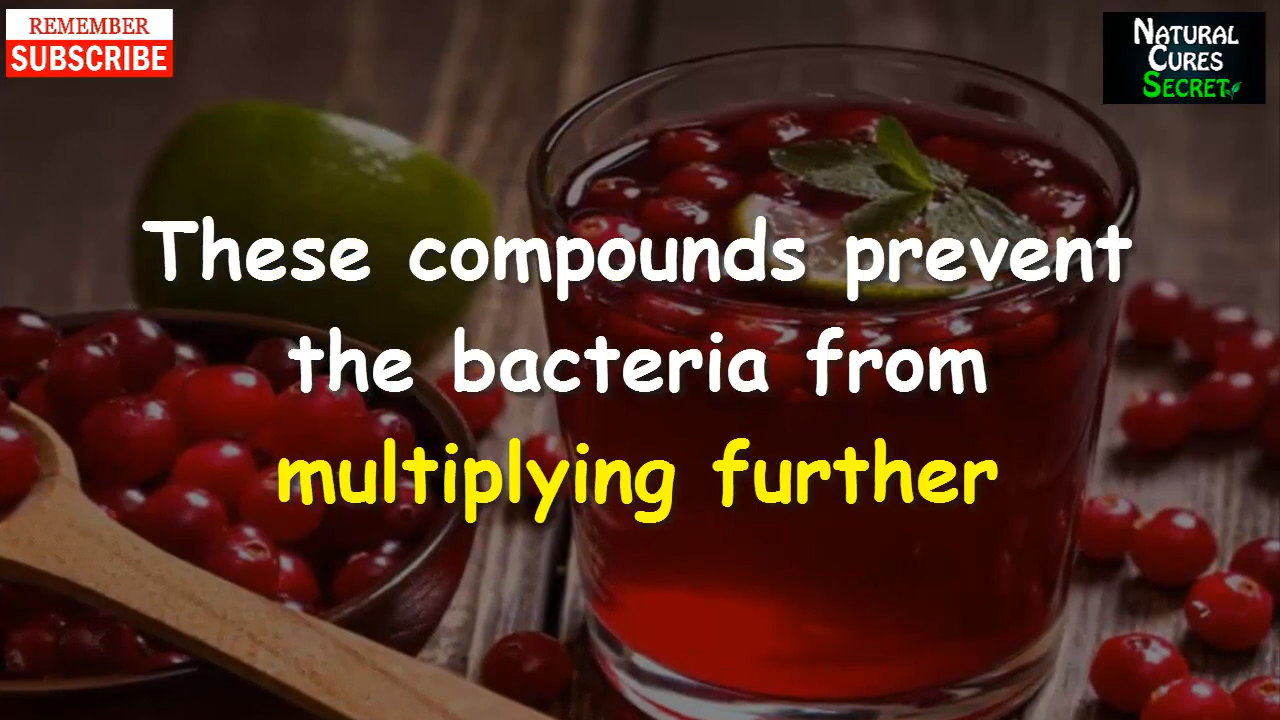 REMEMBER
SUBSCRIBE
NATURAL
CURES
SECRET
These compounds prevent
the bacteria from
multiplying further